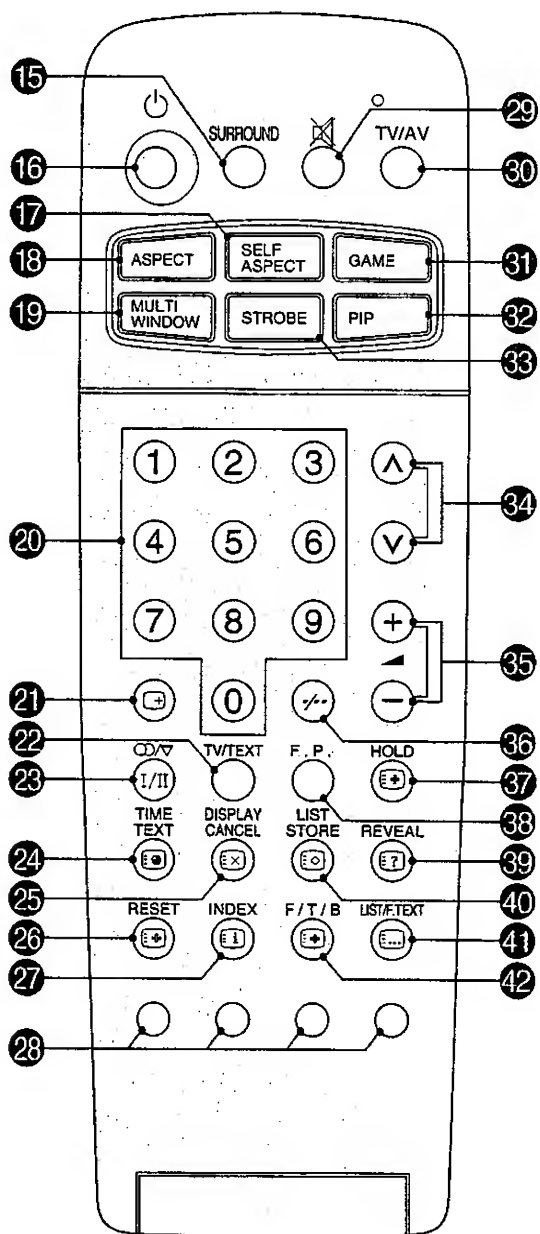 15
SURROUND
29
TV/AV
16
30
17
18
ASPECT
SELF
ASPECT
GAME
31
19
MULTI
WINDOW
STROBE
PIP
32
33
1 2 3
34
20
4 5 6
7 8 9
+
35
21
0
-/--
−
36
22
TV/TEXT
F.P.
HOLD
23
I/II
37
38
TIME
TEXT
DISPLAY
CANCEL
LIST
STORE
REVEAL
24
39
25
?
40
RESET
INDEX
F/T/B
LIST/F.TEXT
26
i
...
41
27
42
28